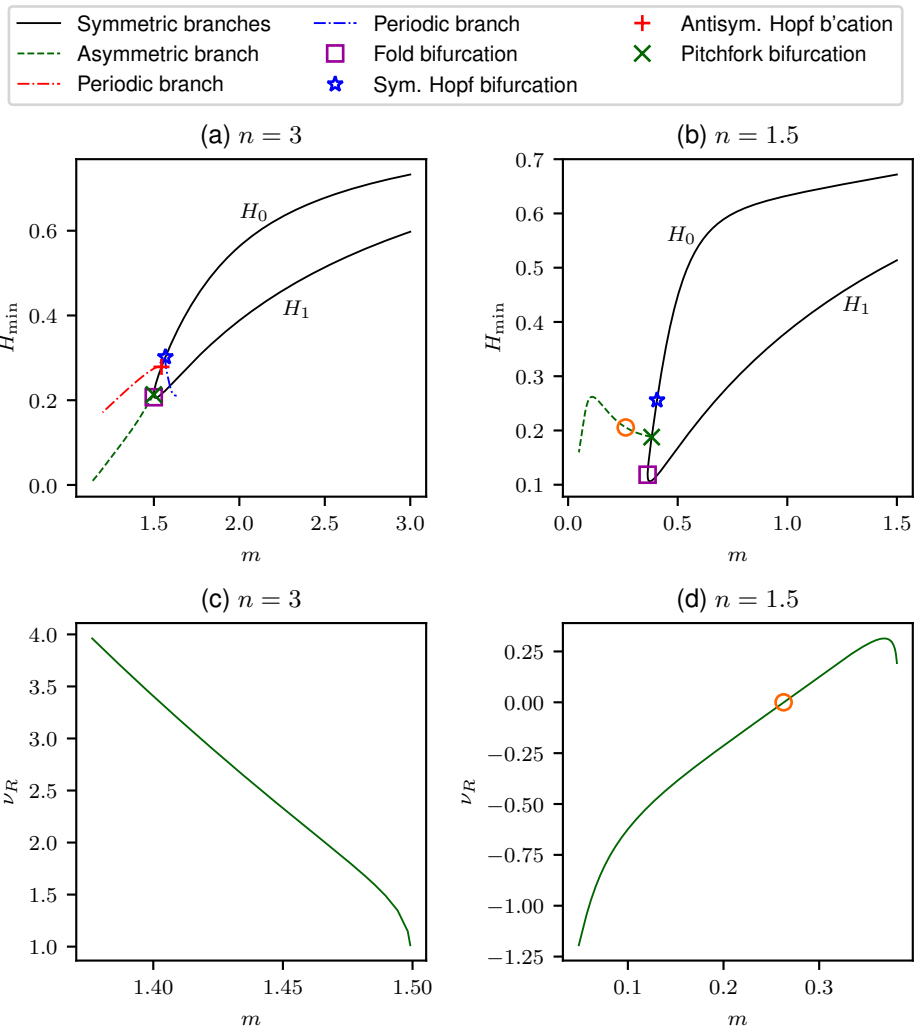 Symmetric branches
Asymmetric branch
Periodic branch
Periodic branch
Fold bifurcation
Sym. Hopf bifurcation
Antisym. Hopf b'cation
Pitchfork bifurcation
(a) n = 3
H_min
0.6
0.4
0.2
0.0
H_0
H_1
1.5 2.0 2.5 3.0
m
(b) n = 1.5
H_min
0.7
0.6
0.5
0.4
0.3
0.2
0.1
H_0
H_1
0.0 0.5 1.0 1.5
m
(c) n = 3
ν_R
4.0
3.5
3.0
2.5
2.0
1.5
1.0
1.40 1.45 1.50
m
(d) n = 1.5
ν_R
0.25
0.00
−0.25
−0.50
−0.75
−1.00
−1.25
0.1 0.2 0.3
m